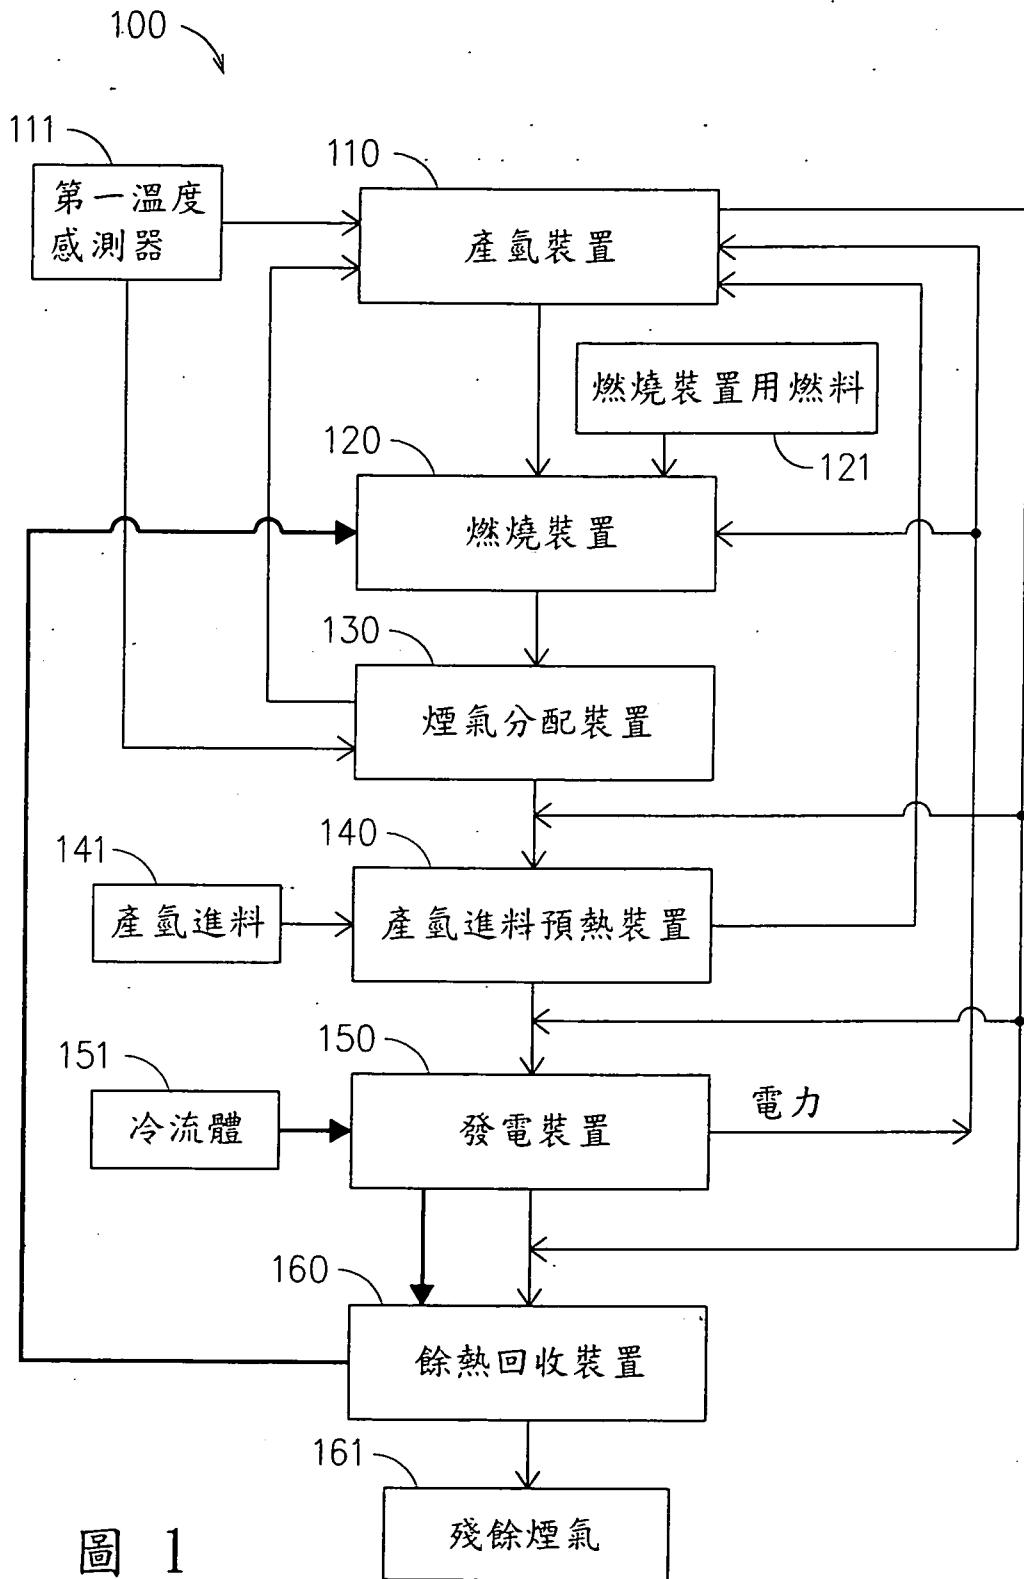 100
111
110
第一溫度
感測器
產氫裝置
燃燒裝置用燃料
120
121
燃燒裝置
130
煙氣分配裝置
141
140
產氫進料
產氫進料預熱裝置
151
150
電力
冷流體
發電裝置
160
餘熱回收裝置
161
殘餘煙氣
圖 1